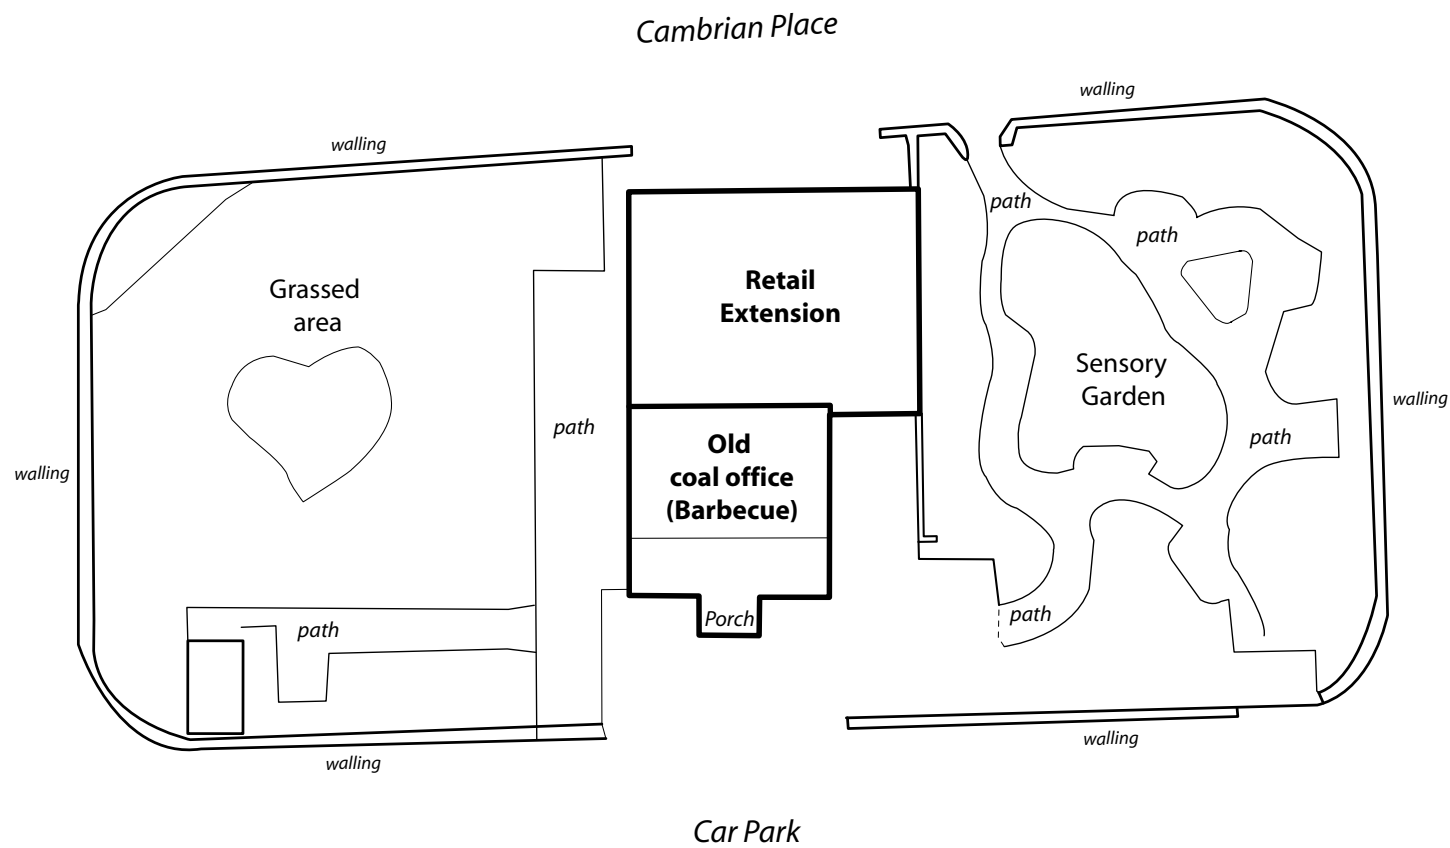 Cambrian Place
walling
walling
path
path
Grassed
area
Retail
Extension
Sensory
Garden
walling
path
path
Old
coal office
(Barbecue)
walling
Porch
path
path
walling
walling
Car Park